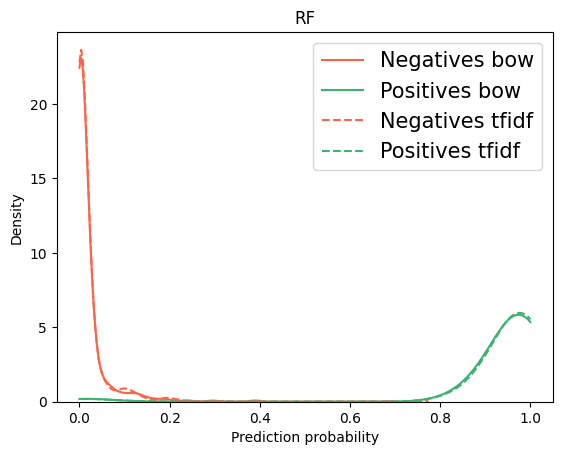 RF
Negatives bow
Positives bow
Negatives tfidf
Positives tfidf
Density
20
15
10
5
0
0.0 0.2 0.4 0.6 0.8 1.0
Prediction probability